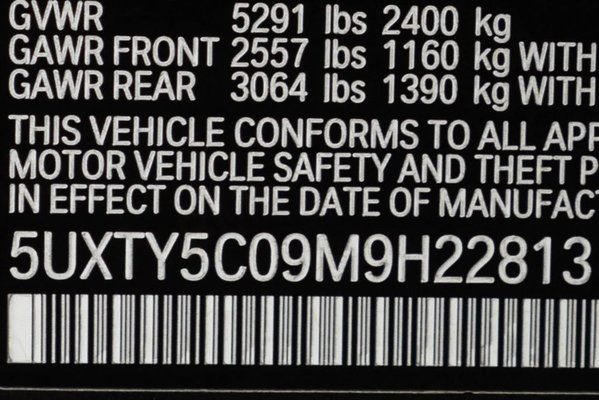 GVWR 5291 lbs 2400 kg
GAWR FRONT 2557 lbs 1160 kg WITH
GAWR REAR 3064 lbs 1390 kg WITH
THIS VEHICLE CONFORMS TO ALL APP
MOTOR VEHICLE SAFETY AND THEFT P
IN EFFECT ON THE DATE OF MANUFACT
5UXTY5C09M9H22813